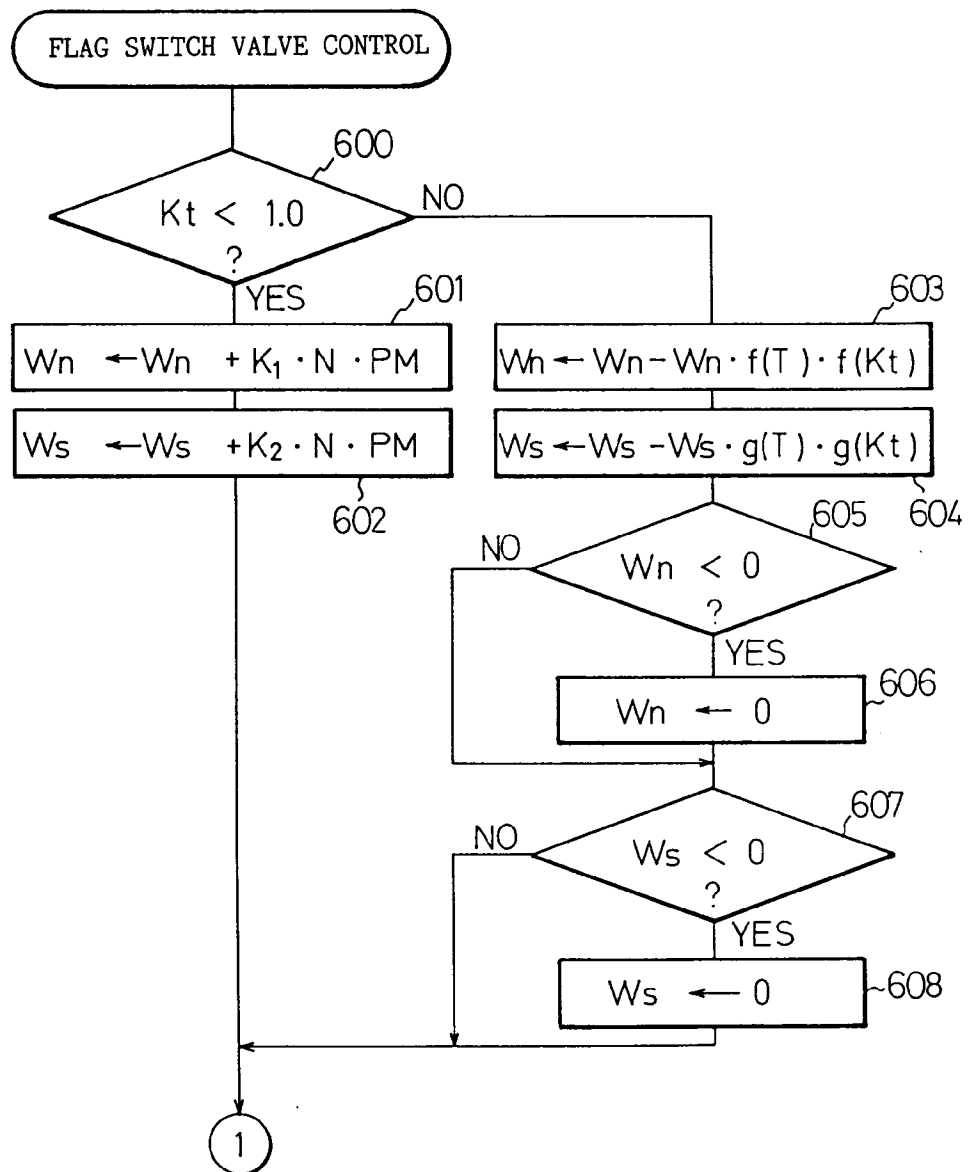 FLAG SWITCH VALVE CONTROL
600
Kt < 1.0
?
NO
YES
601
Wn ← Wn + K₁ · N · PM
Ws ← Ws + K₂ · N · PM
602
603
Wn ← Wn − Wn · f(T) · f(Kt)
Ws ← Ws − Ws · g(T) · g(Kt)
604
605
NO
Wn < 0
?
YES
606
Wn ← 0
607
NO
Ws < 0
?
YES
Ws ← 0
608
1